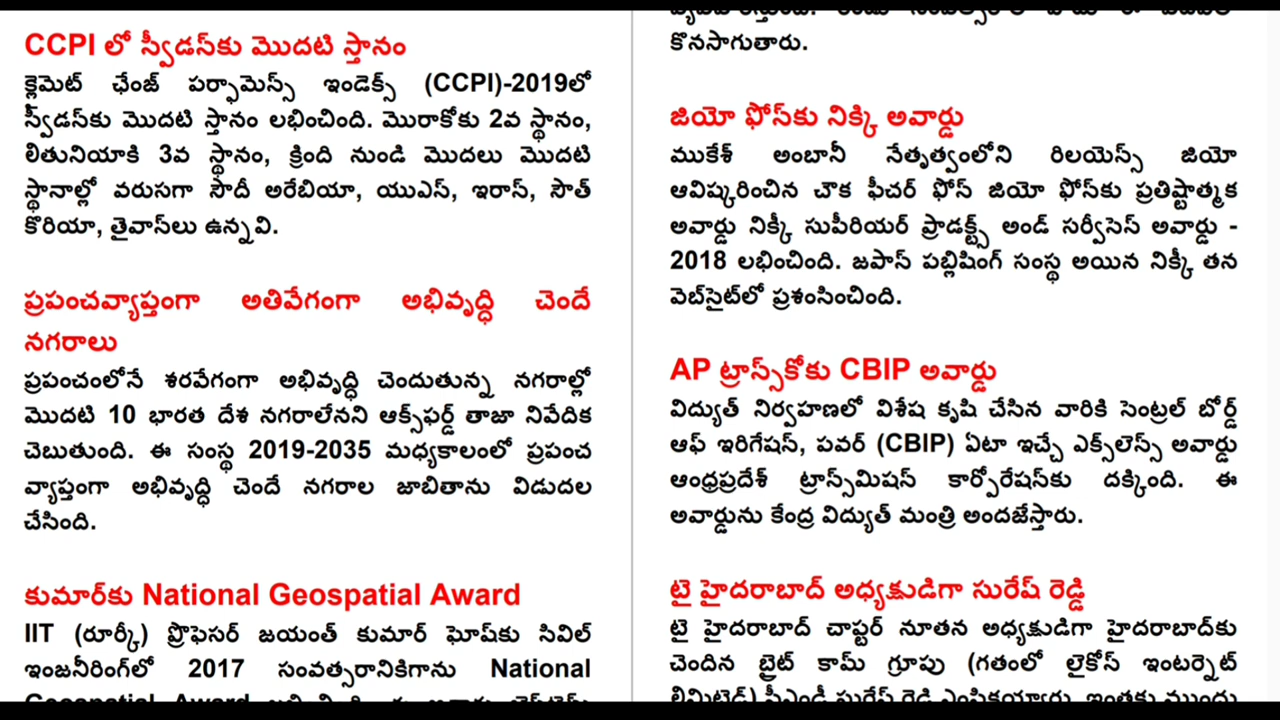 CCPI లో స్వీడన్‌కు మొదటి స్థానం
క్లైమెట్ ఛేంజ్ పర్ఫామెన్స్ ఇండెక్స్ (CCPI)-2019లో
స్వీడన్‌కు మొదటి స్థానం లభించింది. మొరాకోకు 2వ స్థానం,
లితునియాకి 3వ స్థానం, క్రింది నుండి మొదలు మొదటి
స్థానాల్లో వరుసగా సౌదీ అరేబియా, యుఎస్, ఇరాన్, సౌత్
కొరియా, తైవాన్‌లు ఉన్నవి.
ప్రపంచవ్యాప్తంగా అతివేగంగా అభివృద్ధి చెందే
నగరాలు
ప్రపంచంలోనే శరవేగంగా అభివృద్ధి చెందుతున్న నగరాల్లో
మొదటి 10 భారత దేశ నగరాలేనని ఆక్స్‌ఫర్డ్ తాజా నివేదిక
చెబుతుంది. ఈ సంస్థ 2019-2035 మధ్యకాలంలో ప్రపంచ
వ్యాప్తంగా అభివృద్ధి చెందే నగరాల జాబితాను విడుదల
చేసింది.
కుమార్‌కు National Geospatial Award
IIT (రూర్కీ) ప్రొఫెసర్ జయంత్ కుమార్ ఘోష్‌కు సివిల్
ఇంజనీరింగ్‌లో 2017 సంవత్సరానికిగాను National
Geospatial Award
కొనసాగుతారు.
జియో ఫోన్‌కు నిక్కీ అవార్డు
ముకేశ్ అంబానీ నేతృత్వంలోని రిలయన్స్ జియో
ఆవిష్కరించిన చౌక ఫీచర్ ఫోన్ జియో ఫోన్‌కు ప్రతిష్టాత్మక
అవార్డు నిక్కీ సుపీరియర్ ప్రొడక్ట్స్ అండ్ సర్వీసెస్ అవార్డు -
2018 లభించింది. జపాన్ పబ్లిషింగ్ సంస్థ అయిన నిక్కీ తన
వెబ్‌సైట్‌లో ప్రశంసించింది.
AP ట్రాన్స్‌కోకు CBIP అవార్డు
విద్యుత్ నిర్వహణలో విశేష కృషి చేసిన వారికి సెంట్రల్ బోర్డ్
ఆఫ్ ఇరిగేషన్, పవర్ (CBIP) ఏటా ఇచ్చే ఎక్స్‌లెన్స్ అవార్డు
ఆంధ్రప్రదేశ్ ట్రాన్స్‌మిషన్ కార్పోరేషన్‌కు దక్కింది. ఈ
అవార్డును కేంద్ర విద్యుత్ మంత్రి అందజేస్తారు.
టై హైదరాబాద్ అధ్యక్షుడిగా సురేష్ రెడ్డి
టై హైదరాబాద్ చాప్టర్ నూతన అధ్యక్షుడిగా హైదరాబాద్‌కు
చెందిన బ్రైట్ కామ్ గ్రూపు (గతంలో లైకోస్ ఇంటర్నెట్
లిమిటెడ్) సీఎండీ సురేష్ రెడ్డి ఎంపికయ్యారు. ఇంతకు ముందు